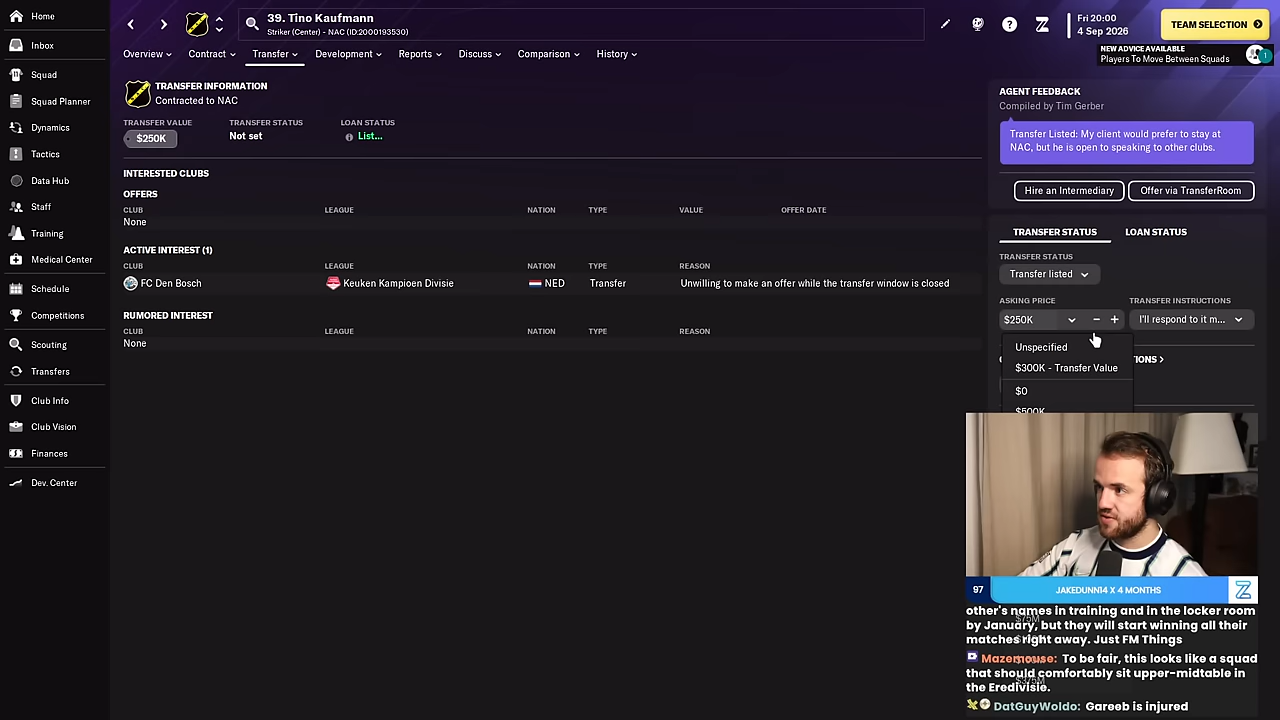 Home
Inbox
Squad
Squad Planner
Dynamics
Tactics
Data Hub
Staff
Training
Medical Center
Schedule
Competitions
Scouting
Transfers
Club Info
Club Vision
Finances
Dev. Center
39. Tino Kaufmann
Striker (Center) - NAC (ID:2000193530)
Fri 20:00
4 Sep 2026
TEAM SELECTION
NEW ADVICE AVAILABLE
Players To Move Between Squads
1
Overview
Contract
Transfer
Development
Reports
Discuss
Comparison
History
TRANSFER INFORMATION
Contracted to NAC
TRANSFER VALUE
TRANSFER STATUS
LOAN STATUS
$250K
Not set
List...
INTERESTED CLUBS
OFFERS
CLUB LEAGUE NATION TYPE VALUE OFFER DATE
None
ACTIVE INTEREST (1)
CLUB LEAGUE NATION TYPE REASON
FC Den Bosch Keuken Kampioen Divisie NED Transfer Unwilling to make an offer while the transfer window is closed
RUMORED INTEREST
CLUB LEAGUE NATION TYPE REASON
None
AGENT FEEDBACK
Compiled by Tim Gerber
Transfer Listed: My client would prefer to stay at
NAC, but he is open to speaking to other clubs.
Hire an Intermediary
Offer via TransferRoom
TRANSFER STATUS
LOAN STATUS
TRANSFER STATUS
Transfer listed
ASKING PRICE
TRANSFER INSTRUCTIONS
$250K
I'll respond to it m...
Unspecified
$300K - Transfer Value
$0
$500K
97
JAKEDUNN14 X 4 MONTHS
other's names in training and in the locker room
by January, but they will start winning all their
matches right away. Just FM Things
Mazemouse: To be fair, this looks like a squad
that should comfortably sit upper-midtable in
the Eredivisie.
DatGuyWoldo: Gareeb is injured